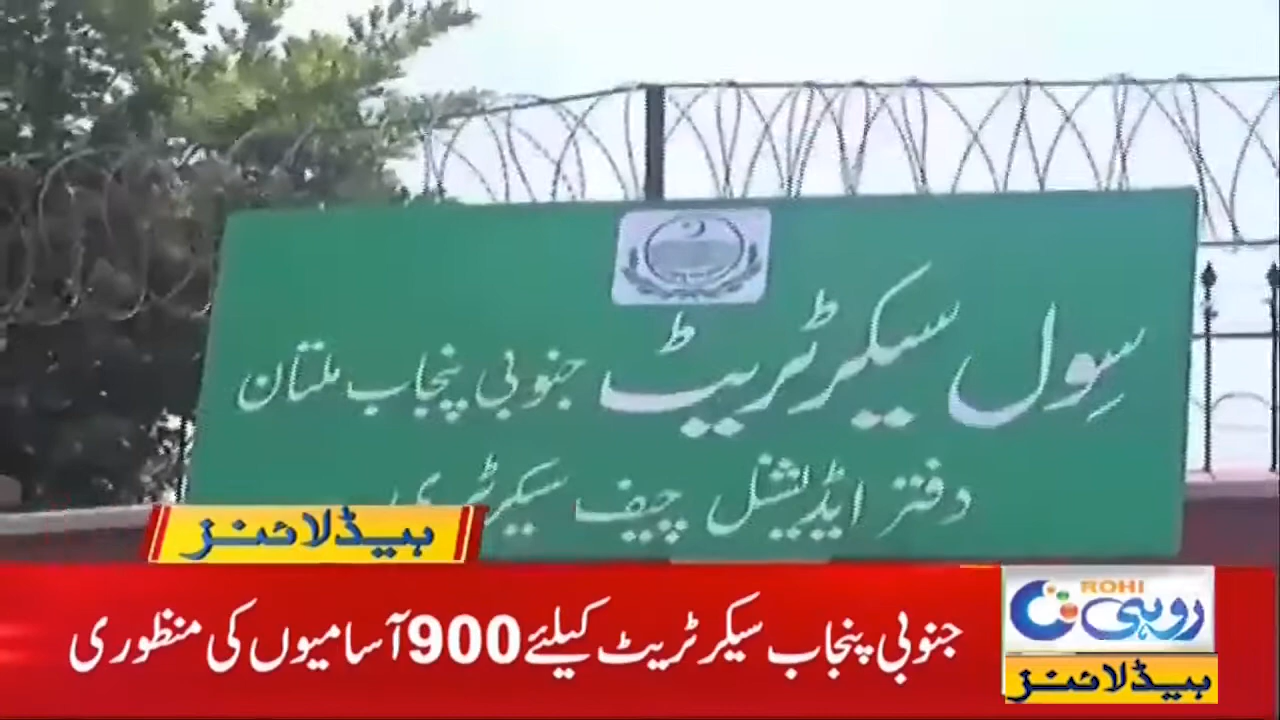 سِول سیکرٹریٹ جنوبی پنجاب ملتان
دفتر ایڈیشنل چیف سیکرٹری
ہیڈلائنز
جنوبی پنجاب سیکرٹریٹ کیلئے 900 آسامیوں کی منظوری
ROHI
روہی
ہیڈلائنز